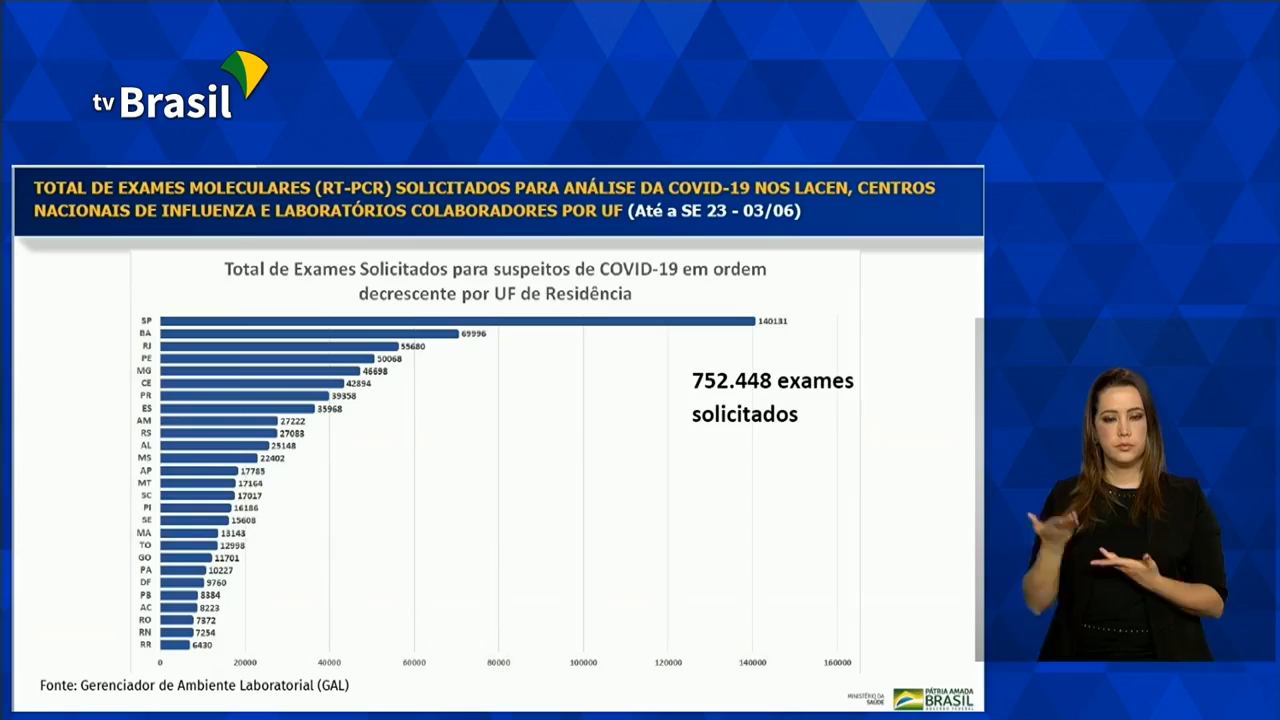 tv Brasil
TOTAL DE EXAMES MOLECULARES (RT-PCR) SOLICITADOS PARA ANÁLISE DA COVID-19 NOS LACEN, CENTROS
NACIONAIS DE INFLUENZA E LABORATÓRIOS COLABORADORES POR UF (Até a SE 23 - 03/06)
Total de Exames Solicitados para suspeitos de COVID-19 em ordem
decrescente por UF de Residência
SP 140131
BA 69996
RJ 55680
PE 50068
MG 46698
CE 42894
PR 39358
ES 35968
AM 27222
RS 27083
AL 25148
MS 22402
AP 17785
MT 17164
SC 17017
PI 16186
SE 15608
MA 13143
TO 12998
GO 11701
PA 10227
DF 9760
PB 8384
AC 8223
RO 7872
RN 7254
RR 6430
0 20000 40000 60000 80000 100000 120000 140000 160000
752.448 exames
solicitados
Fonte: Gerenciador de Ambiente Laboratorial (GAL)
MINISTÉRIO DA
SAÚDE
PÁTRIA AMADA
BRASIL
GOVERNO FEDERAL